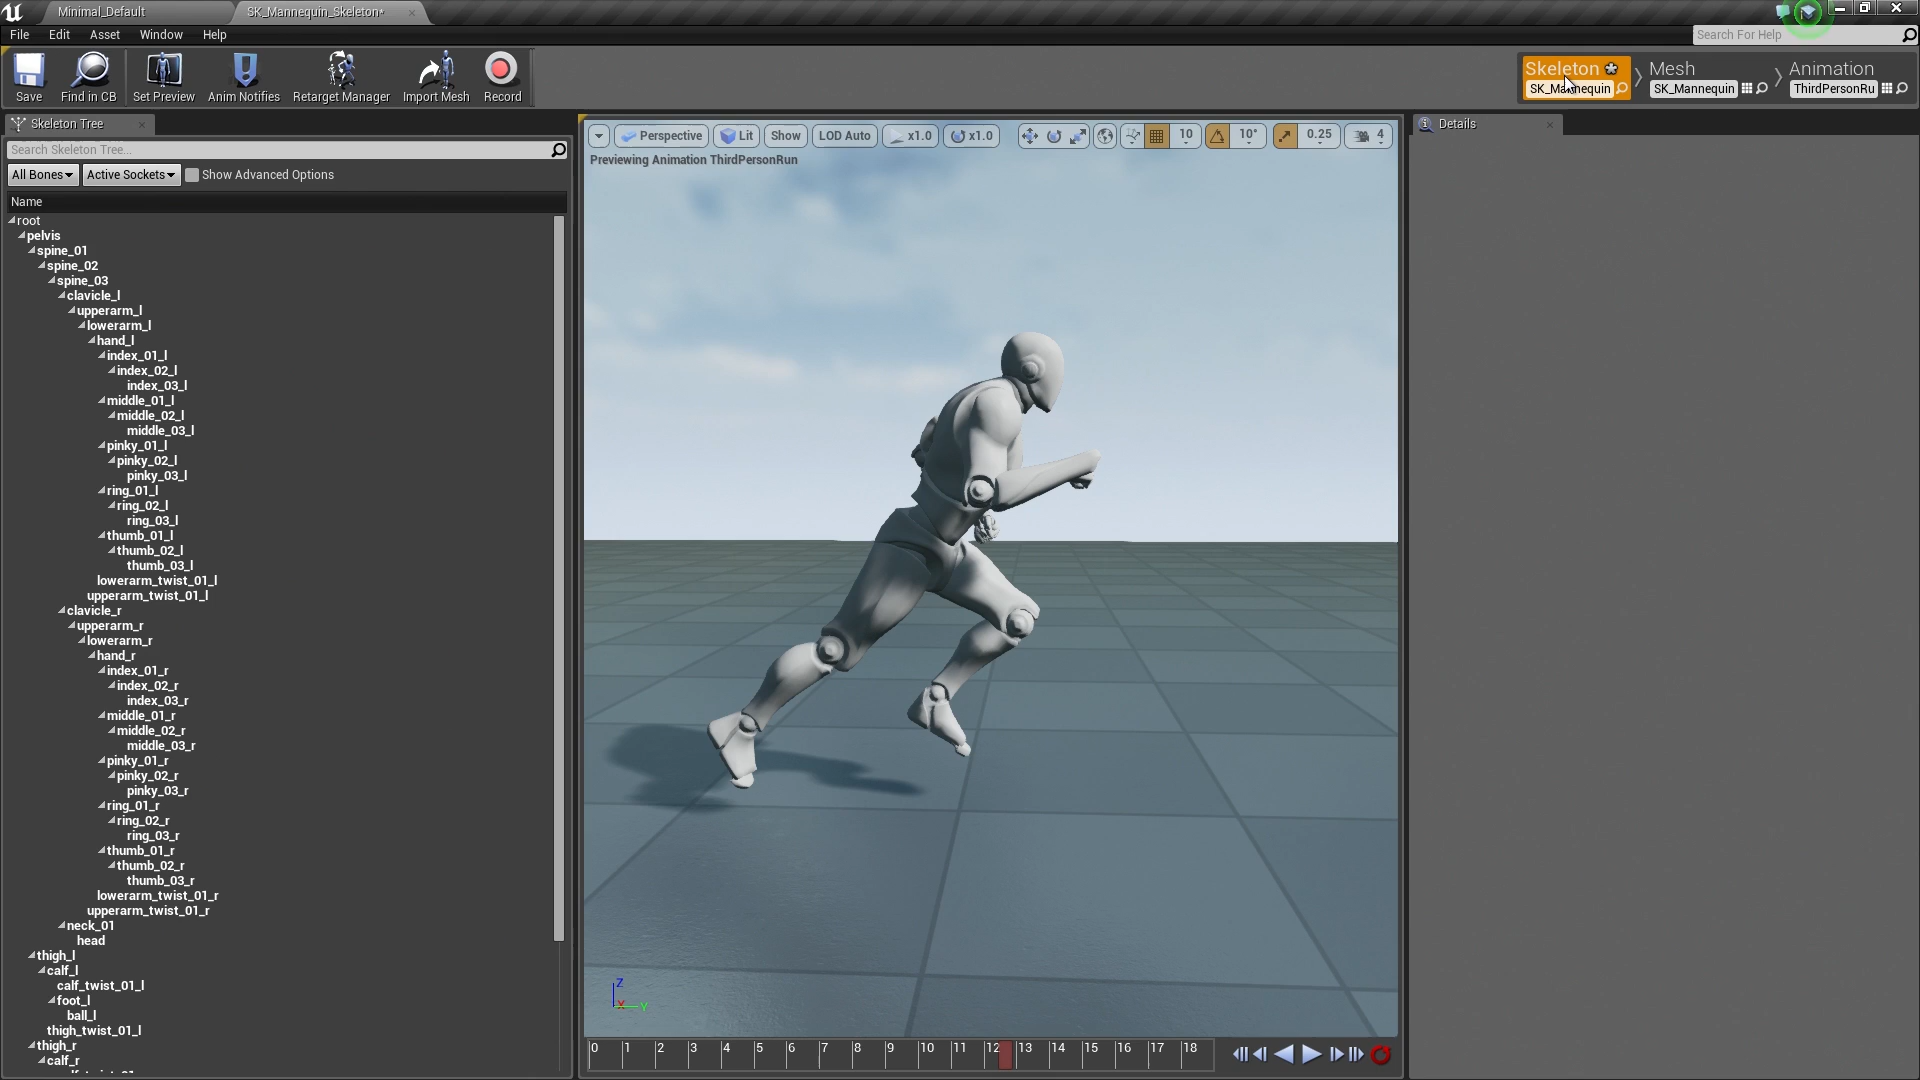 Minimal_Default
SK_Mannequin_Skeleton*
File Edit Asset Window Help
Search For Help
Save
Find in CB
Set Preview
Anim Notifies
Retarget Manager
Import Mesh
Record
Skeleton
SK_Mannequin
Mesh
SK_Mannequin
Animation
ThirdPersonRu
Skeleton Tree
Search Skeleton Tree...
All Bones
Active Sockets
Show Advanced Options
Name
root
pelvis
spine_01
spine_02
spine_03
clavicle_l
upperarm_l
lowerarm_l
hand_l
index_01_l
index_02_l
index_03_l
middle_01_l
middle_02_l
middle_03_l
pinky_01_l
pinky_02_l
pinky_03_l
ring_01_l
ring_02_l
ring_03_l
thumb_01_l
thumb_02_l
thumb_03_l
lowerarm_twist_01_l
upperarm_twist_01_l
clavicle_r
upperarm_r
lowerarm_r
hand_r
index_01_r
index_02_r
index_03_r
middle_01_r
middle_02_r
middle_03_r
pinky_01_r
pinky_02_r
pinky_03_r
ring_01_r
ring_02_r
ring_03_r
thumb_01_r
thumb_02_r
thumb_03_r
lowerarm_twist_01_r
upperarm_twist_01_r
neck_01
head
thigh_l
calf_l
calf_twist_01_l
foot_l
ball_l
thigh_twist_01_l
thigh_r
calf_r
Perspective Lit Show LOD Auto x1.0 x1.0 10 10° 0.25 4
Previewing Animation ThirdPersonRun
Z
X Y
0 1 2 3 4 5 6 7 8 9 10 11 12 13 14 15 16 17 18
Details